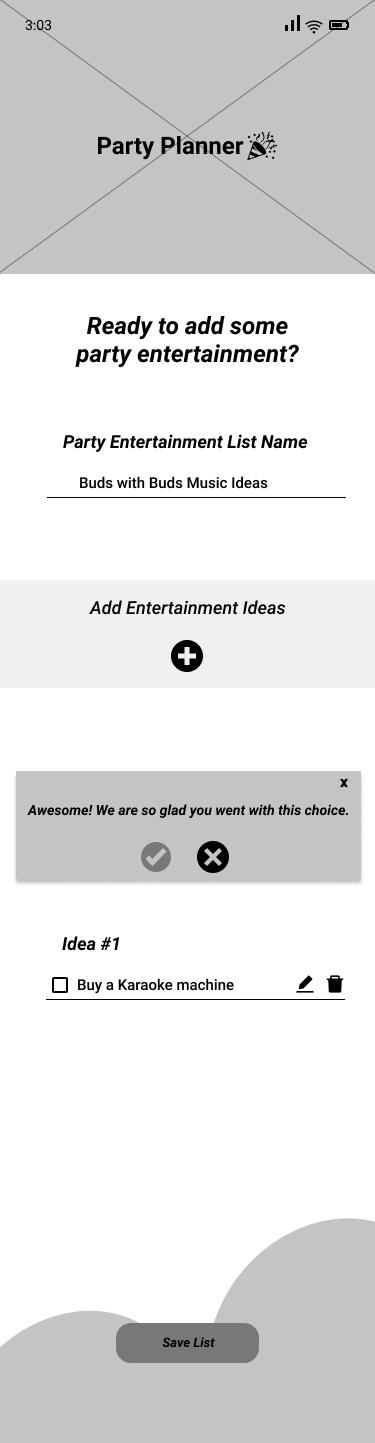 3:03
Party Planner
Ready to add some
party entertainment?
Party Entertainment List Name
Buds with Buds Music Ideas
Add Entertainment Ideas
x
Awesome! We are so glad you went with this choice.
Idea #1
Buy a Karaoke machine
Save List